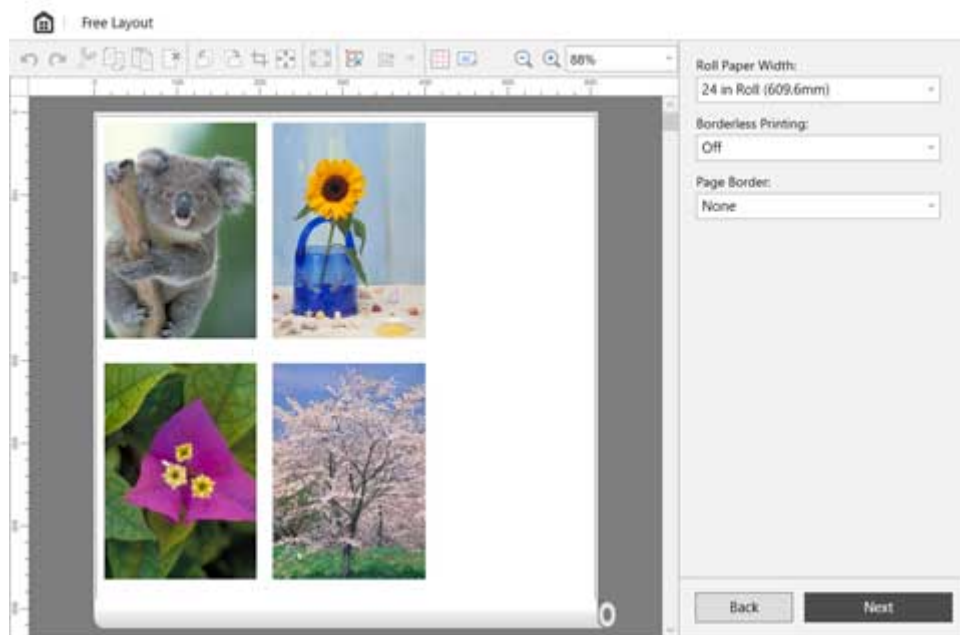 Free Layout
88%
Roll Paper Width:
24 in Roll (609.6mm)
Borderless Printing:
Off
Page Border:
None
Back
Next